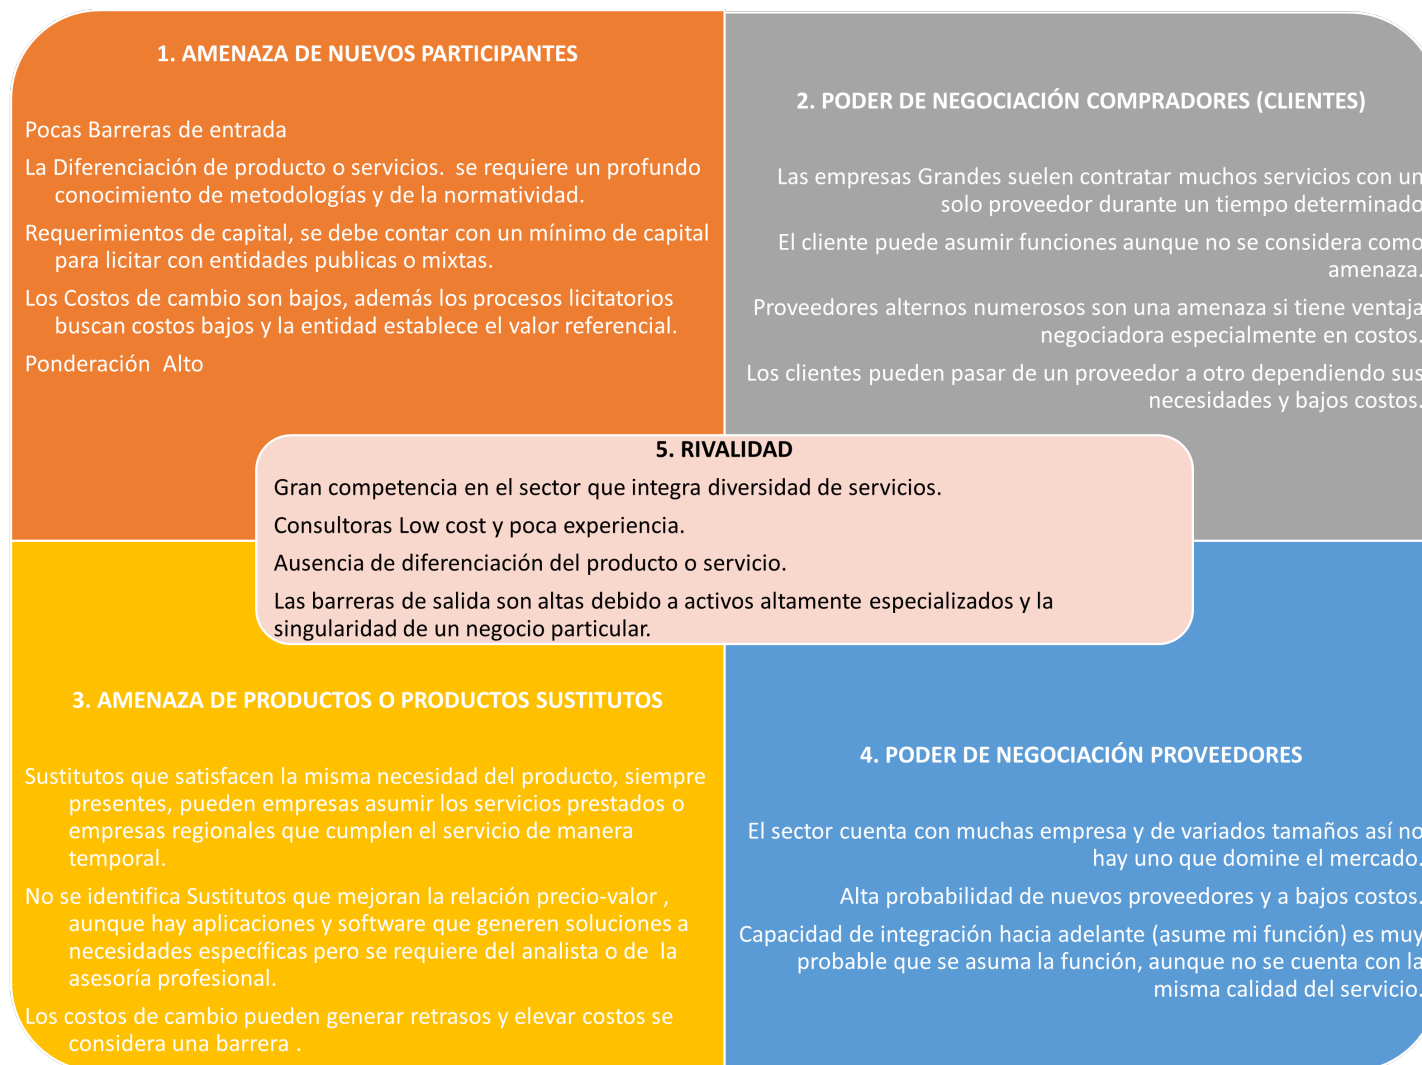 1. AMENAZA DE NUEVOS PARTICIPANTES
Pocas Barreras de entrada
La Diferenciación de producto o servicios.  se requiere un profundo
conocimiento de metodologías y de la normatividad.
Requerimientos de capital, se debe contar con un mínimo de capital
para licitar con entidades publicas o mixtas.
Los Costos de cambio son bajos, además los procesos licitatorios
buscan costos bajos y la entidad establece el valor referencial.
Ponderación  Alto
2. PODER DE NEGOCIACIÓN COMPRADORES (CLIENTES)
Las empresas Grandes suelen contratar muchos servicios con un
solo proveedor durante un tiempo determinado
El cliente puede asumir funciones aunque no se considera como
amenaza.
Proveedores alternos numerosos son una amenaza si tiene ventaja
negociadora especialmente en costos.
Los clientes pueden pasar de un proveedor a otro dependiendo sus
necesidades y bajos costos.
5. RIVALIDAD
Gran competencia en el sector que integra diversidad de servicios.
Consultoras Low cost y poca experiencia.
Ausencia de diferenciación del producto o servicio.
Las barreras de salida son altas debido a activos altamente especializados y la
singularidad de un negocio particular.
3. AMENAZA DE PRODUCTOS O PRODUCTOS SUSTITUTOS
Sustitutos que satisfacen la misma necesidad del producto, siempre
presentes, pueden empresas asumir los servicios prestados o
empresas regionales que cumplen el servicio de manera
temporal.
No se identifica Sustitutos que mejoran la relación precio-valor ,
aunque hay aplicaciones y software que generen soluciones a
necesidades específicas pero se requiere del analista o de  la
asesoría profesional.
Los costos de cambio pueden generar retrasos y elevar costos se
considera una barrera .
4. PODER DE NEGOCIACIÓN PROVEEDORES
El sector cuenta con muchas empresa y de variados tamaños así no
hay uno que domine el mercado.
Alta probabilidad de nuevos proveedores y a bajos costos.
Capacidad de integración hacia adelante (asume mi función) es muy
probable que se asuma la función, aunque no se cuenta con la
misma calidad del servicio.